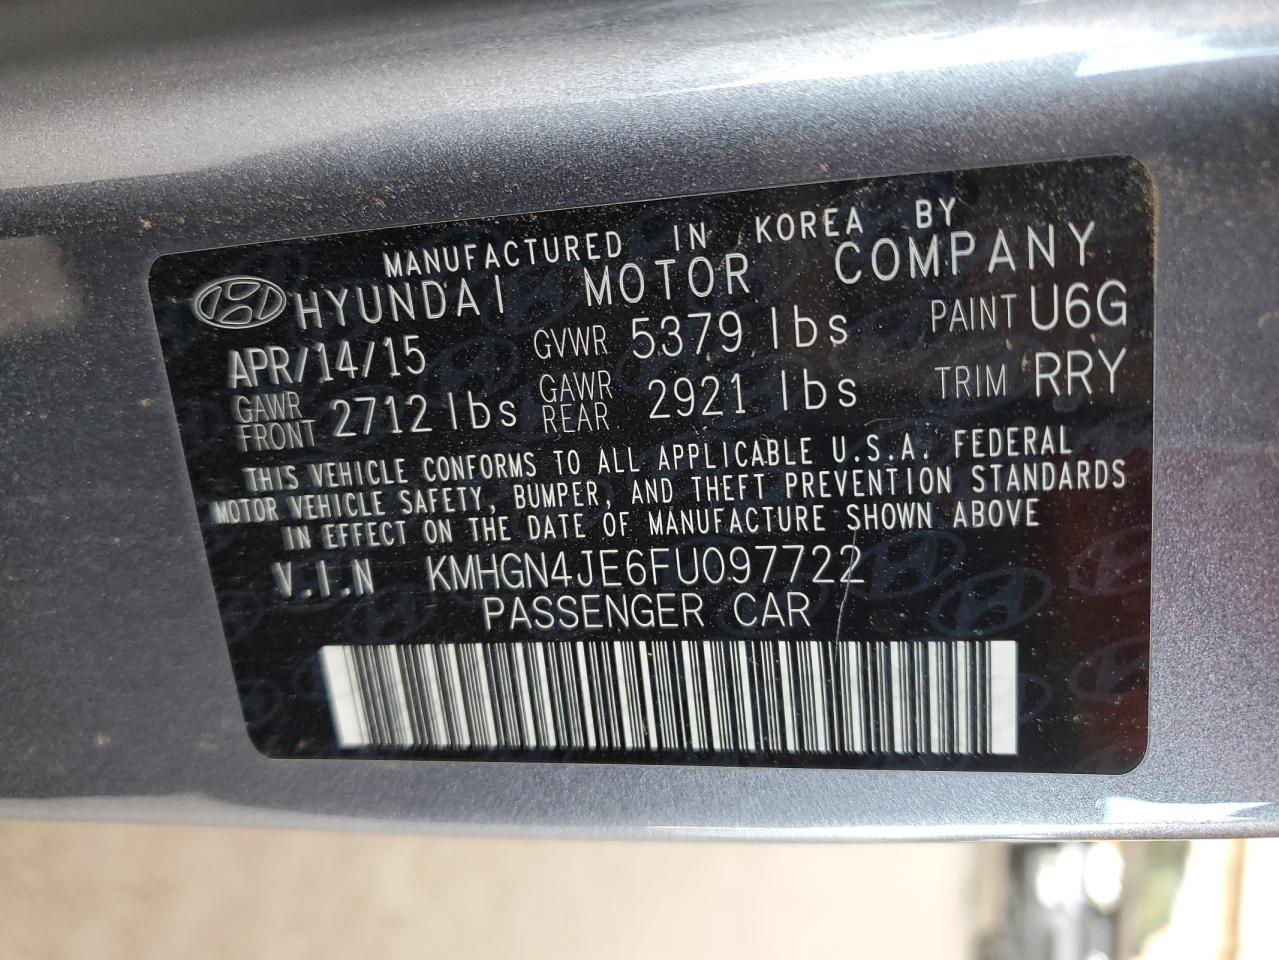 MANUFACTURED IN KOREA BY
HYUNDAI MOTOR COMPANY
APR/14/15 GVWR 5379 lbs PAINT U6G
GAWR FRONT 2712 lbs GAWR REAR 2921 lbs TRIM RRY
THIS VEHICLE CONFORMS TO ALL APPLICABLE U.S.A. FEDERAL
MOTOR VEHICLE SAFETY, BUMPER, AND THEFT PREVENTION STANDARDS
IN EFFECT ON THE DATE OF MANUFACTURE SHOWN ABOVE
V.I.N KMHGN4JE6FU097722
PASSENGER CAR